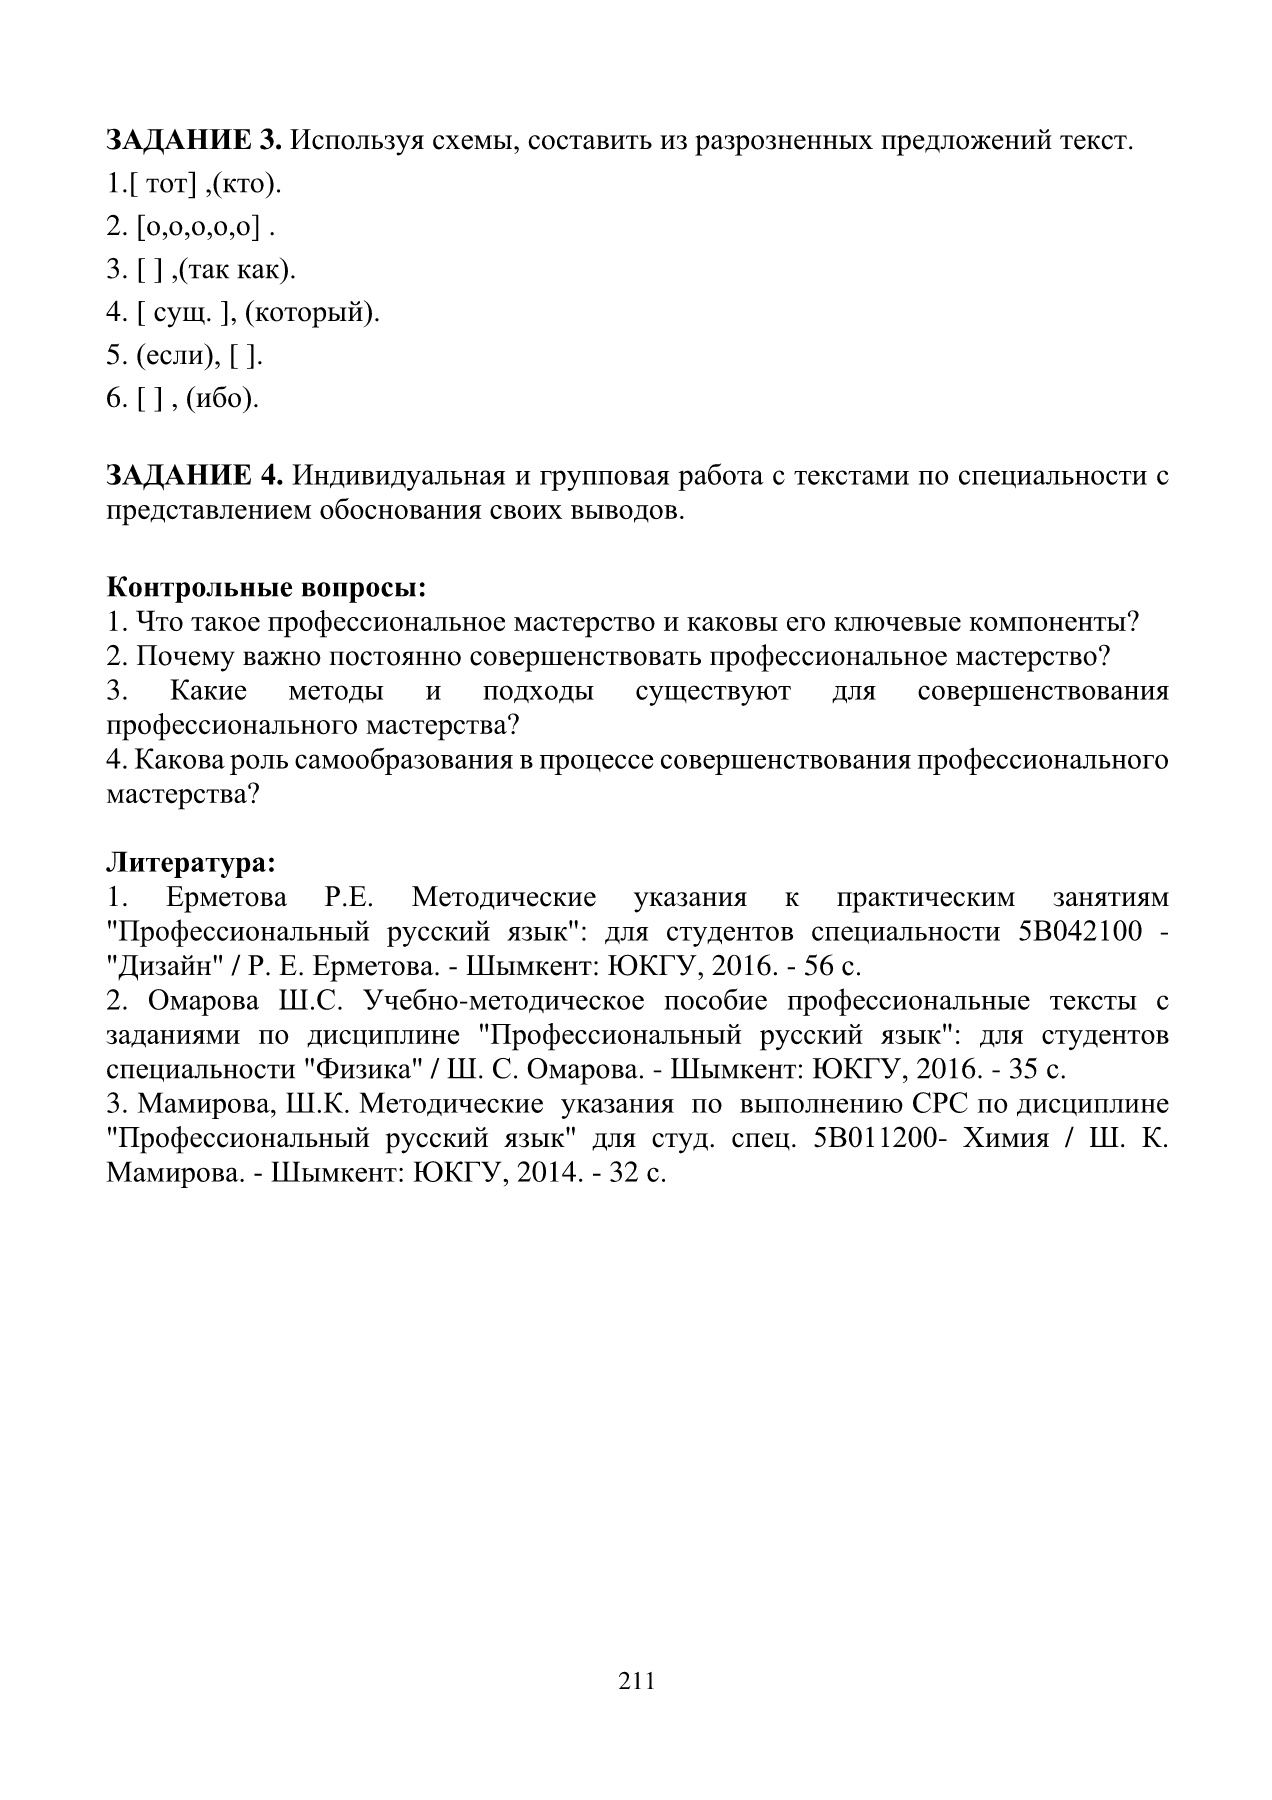 ЗАДАНИЕ 3. Используя схемы, составить из разрозненных предложений текст.
1.[ тот] ,(кто).
2. [о,о,о,о,о] .
3. [ ] ,(так как).
4. [ сущ. ], (который).
5. (если), [ ].
6. [ ] , (ибо).
ЗАДАНИЕ 4. Индивидуальная и групповая работа с текстами по специальности с
представлением обоснования своих выводов.
Контрольные вопросы:
1. Что такое профессиональное мастерство и каковы его ключевые компоненты?
2. Почему важно постоянно совершенствовать профессиональное мастерство?
3. Какие методы и подходы существуют для совершенствования
профессионального мастерства?
4. Какова роль самообразования в процессе совершенствования профессионального
мастерства?
Литература:
1. Ерметова Р.Е. Методические указания к практическим занятиям
"Профессиональный русский язык": для студентов специальности 5В042100 -
"Дизайн" / Р. Е. Ерметова. - Шымкент: ЮКГУ, 2016. - 56 с.
2. Омарова Ш.С. Учебно-методическое пособие профессиональные тексты с
заданиями по дисциплине "Профессиональный русский язык": для студентов
специальности "Физика" / Ш. С. Омарова. - Шымкент: ЮКГУ, 2016. - 35 с.
3. Мамирова, Ш.К. Методические указания по выполнению СРС по дисциплине
"Профессиональный русский язык" для студ. спец. 5В011200- Химия / Ш. К.
Мамирова. - Шымкент: ЮКГУ, 2014. - 32 с.
211